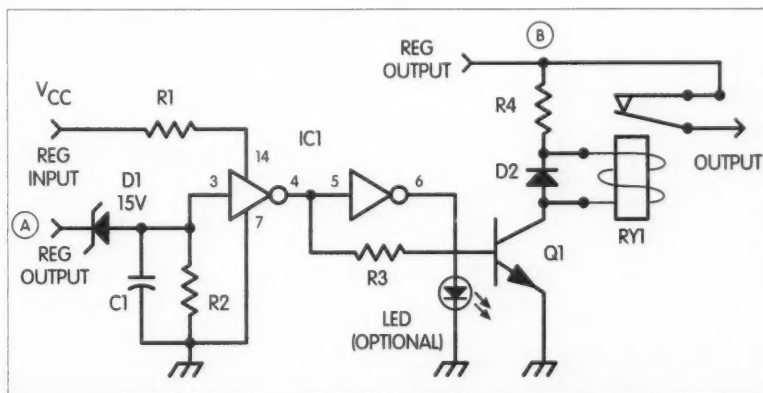 B
REG
OUTPUT
VCC
R1
R4
IC1
REG
INPUT
14
OUTPUT
D1
15V
3
4
5
6
D2
A
7
RY1
REG
OUTPUT
Q1
C1
R2
R3
LED
(OPTIONAL)